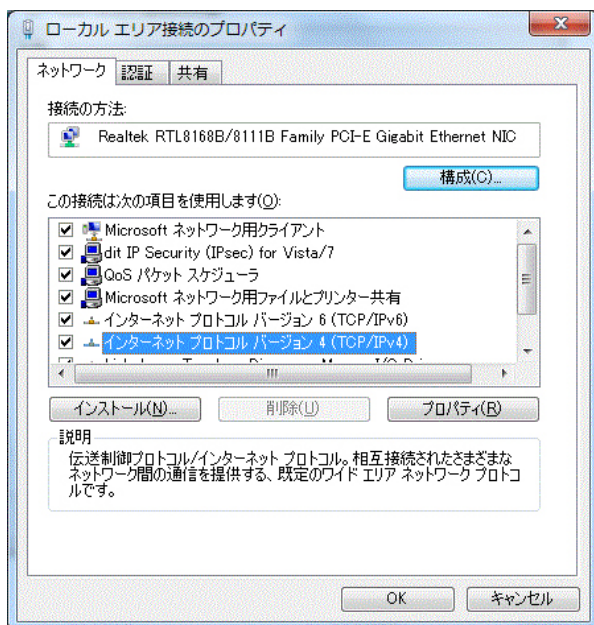 ローカル エリア接続のプロパティ
ネットワーク 認証 共有
接続の方法:
Realtek RTL8168B/8111B Family PCI-E Gigabit Ethernet NIC
構成(C)...
この接続は次の項目を使用します(O):
Microsoft ネットワーク用クライアント
dit IP Security (IPsec) for Vista/7
QoS パケット スケジューラ
Microsoft ネットワーク用ファイルとプリンター共有
インターネット プロトコル バージョン 6 (TCP/IPv6)
インターネット プロトコル バージョン 4 (TCP/IPv4)
インストール(N)... 削除(U) プロパティ(R)
説明
伝送制御プロトコル/インターネット プロトコル。相互接続されたさまざまな
ネットワーク間の通信を提供する、既定のワイド エリア ネットワーク プロトコ
ルです。
OK キャンセル